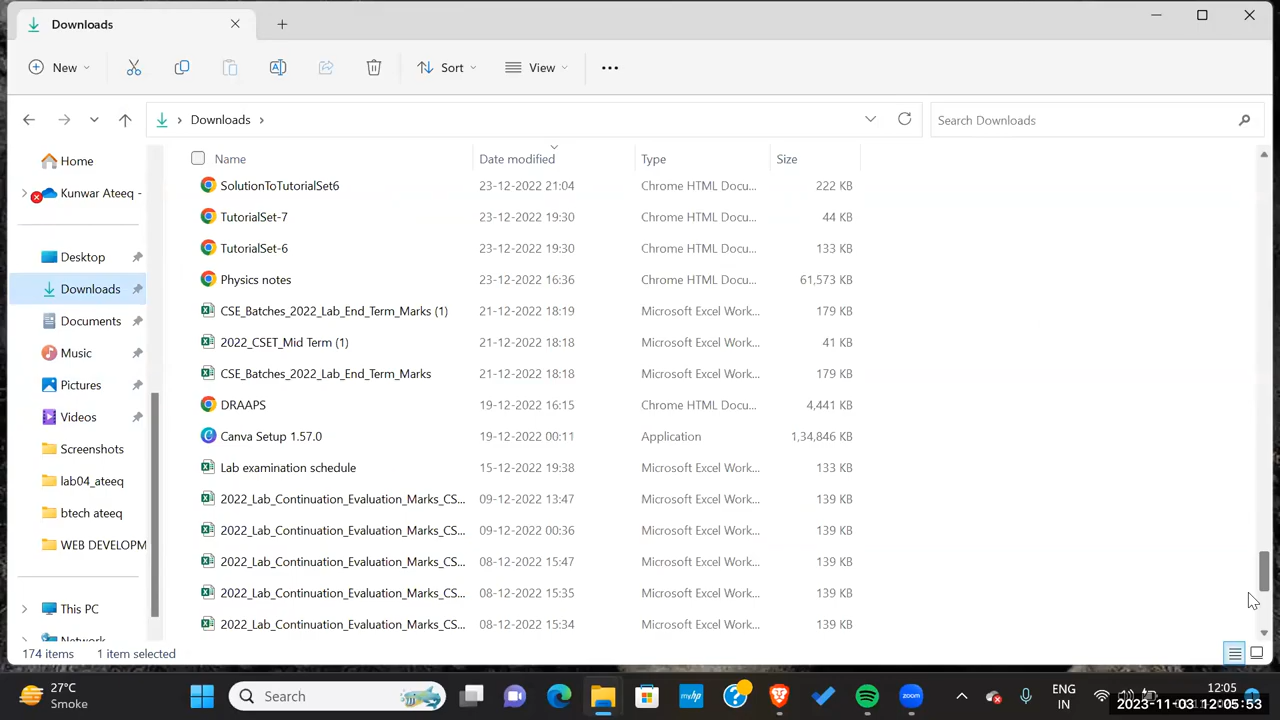 Downloads
New
Sort
View
Downloads
Search Downloads
Home
Kunwar Ateeq -
Desktop
Downloads
Documents
Music
Pictures
Videos
Screenshots
lab04_ateeq
btech ateeq
WEB DEVELOPM
This PC
Network
Name Date modified Type Size
SolutionToTutorialSet6 23-12-2022 21:04 Chrome HTML Docu... 222 KB
TutorialSet-7 23-12-2022 19:30 Chrome HTML Docu... 44 KB
TutorialSet-6 23-12-2022 19:30 Chrome HTML Docu... 133 KB
Physics notes 23-12-2022 16:36 Chrome HTML Docu... 61,573 KB
CSE_Batches_2022_Lab_End_Term_Marks (1) 21-12-2022 18:19 Microsoft Excel Work... 179 KB
2022_CSET_Mid Term (1) 21-12-2022 18:18 Microsoft Excel Work... 41 KB
CSE_Batches_2022_Lab_End_Term_Marks 21-12-2022 18:18 Microsoft Excel Work... 179 KB
DRAAPS 19-12-2022 16:15 Chrome HTML Docu... 4,441 KB
Canva Setup 1.57.0 19-12-2022 00:11 Application 1,34,846 KB
Lab examination schedule 15-12-2022 19:38 Microsoft Excel Work... 133 KB
2022_Lab_Continuation_Evaluation_Marks_CS... 09-12-2022 13:47 Microsoft Excel Work... 139 KB
2022_Lab_Continuation_Evaluation_Marks_CS... 09-12-2022 00:36 Microsoft Excel Work... 139 KB
2022_Lab_Continuation_Evaluation_Marks_CS... 08-12-2022 15:47 Microsoft Excel Work... 139 KB
2022_Lab_Continuation_Evaluation_Marks_CS... 08-12-2022 15:35 Microsoft Excel Work... 139 KB
2022_Lab_Continuation_Evaluation_Marks_CS... 08-12-2022 15:34 Microsoft Excel Work... 139 KB
174 items 1 item selected
27°C
Smoke
Search
myhp
zoom
ENG
IN
12:05
2023-11-03 12:05:53